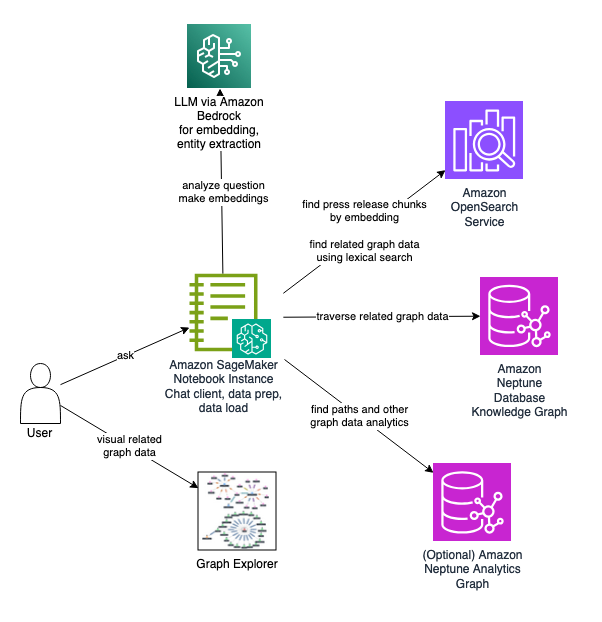 LLM via Amazon
Bedrock
for embedding,
entity extraction
analyze question
make embeddings
find press release chunks
by embedding
Amazon
OpenSearch
Service
find related graph data
using lexical search
traverse related graph data
Amazon
Neptune
Database
Knowledge Graph
ask
Amazon SageMaker
Notebook Instance
Chat client, data prep,
data load
User
visual related
graph data
find paths and other
graph data analytics
Graph Explorer
(Optional) Amazon
Neptune Analytics
Graph